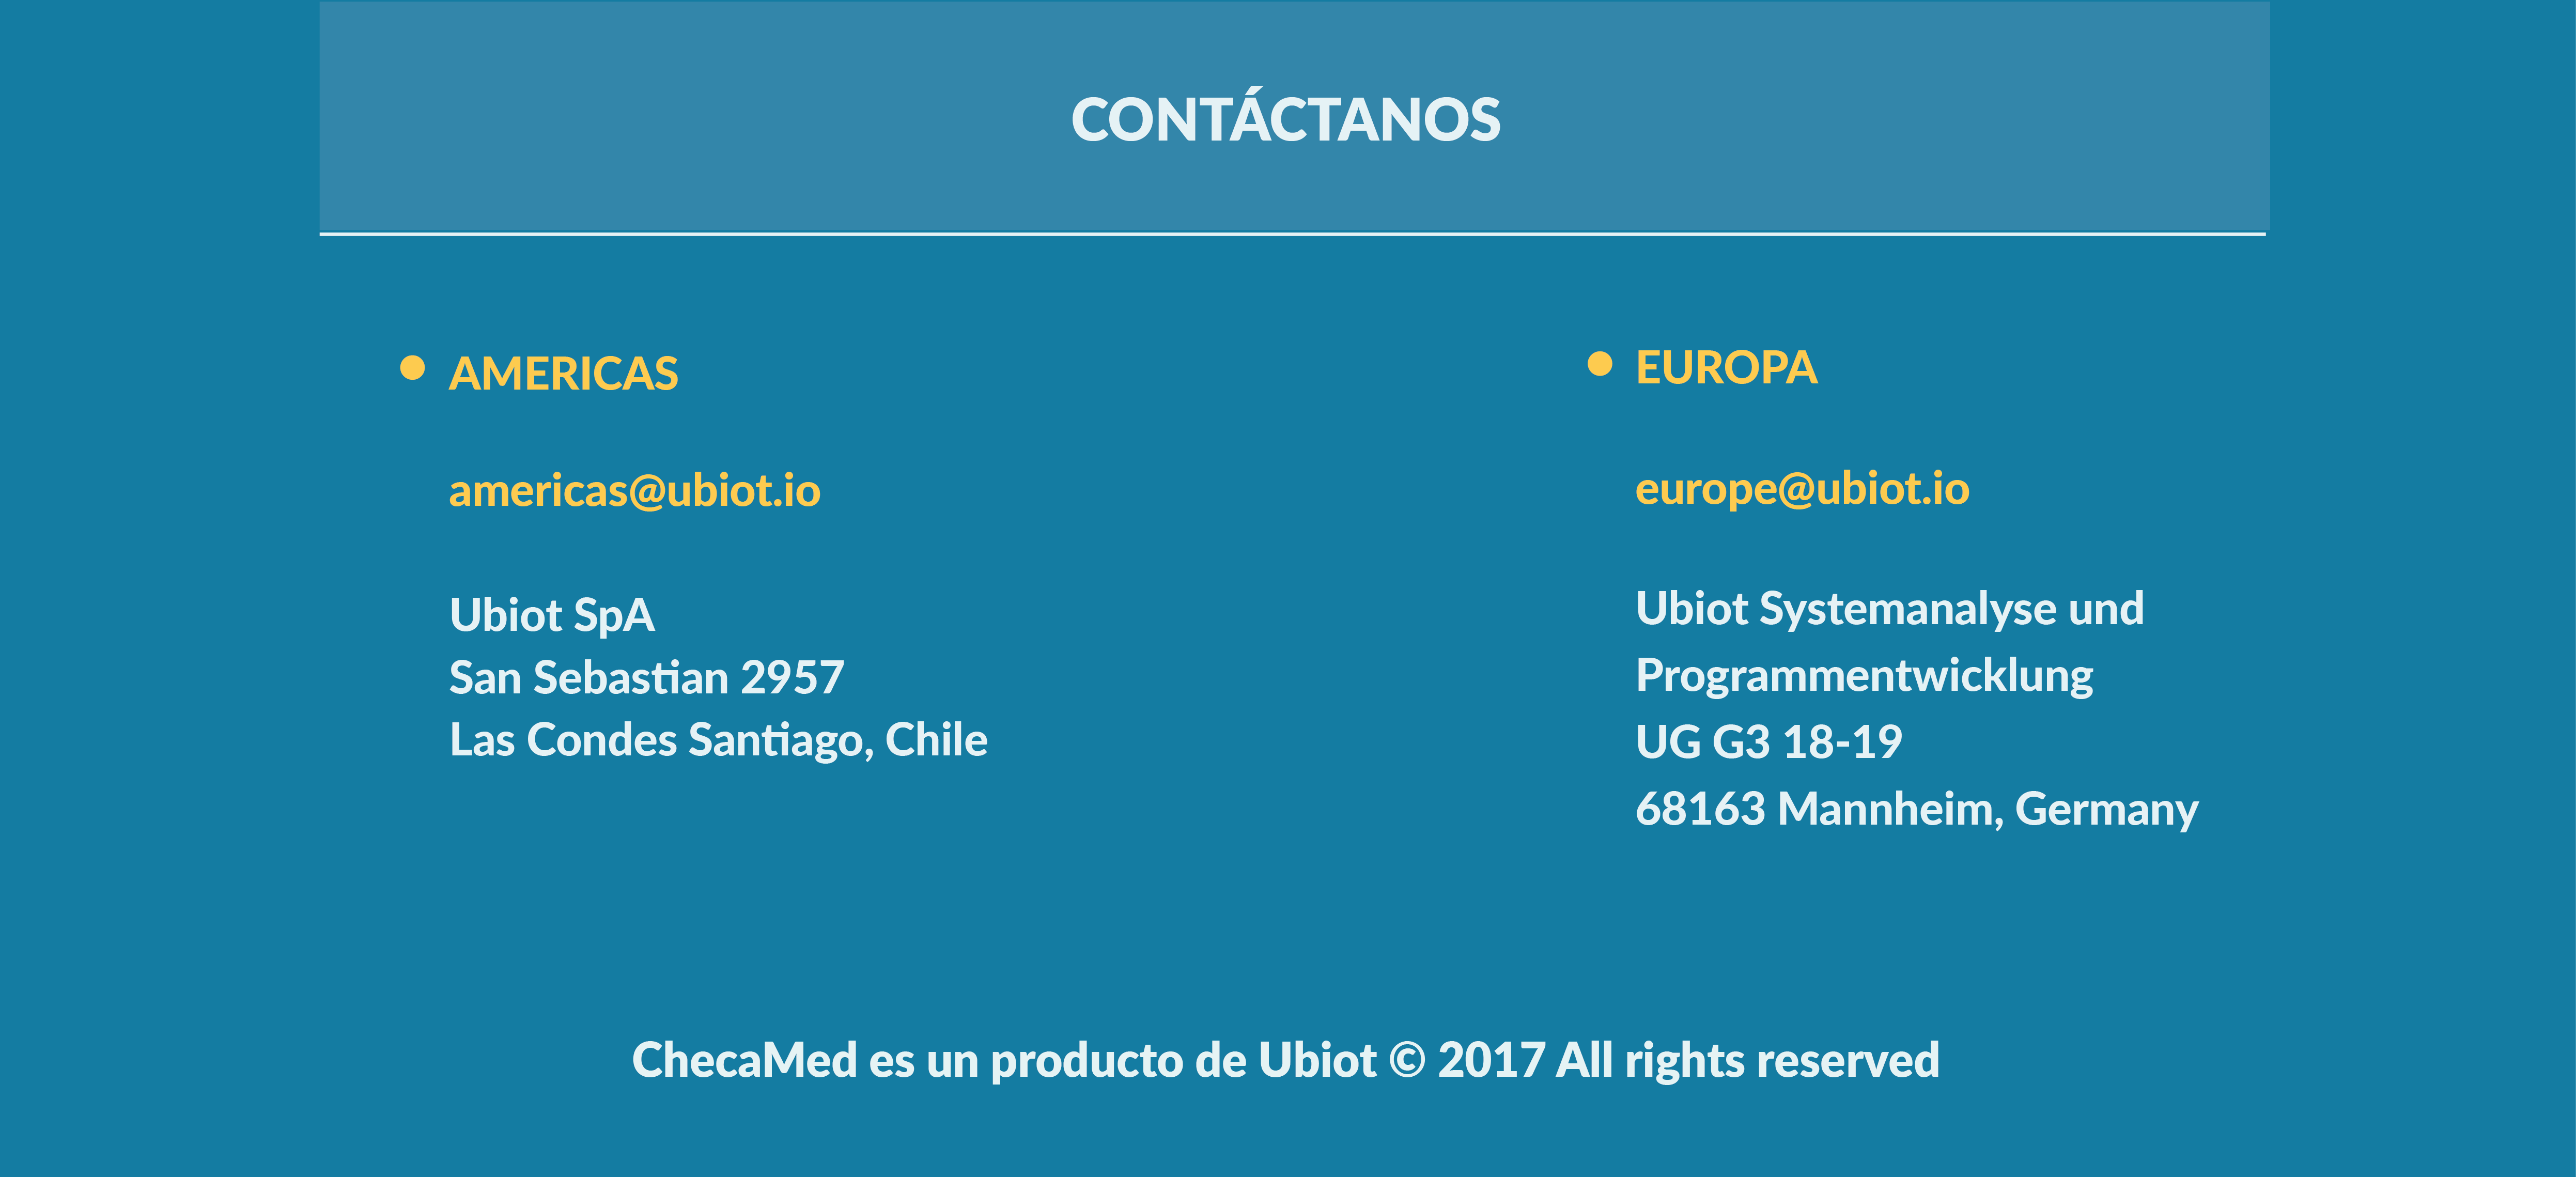 CONTÁCTANOS
AMERICAS
americas@ubiot.io
Ubiot SpA
San Sebastian 2957
Las Condes Santiago, Chile
EUROPA
europe@ubiot.io
Ubiot Systemanalyse und
Programmentwicklung
UG G3 18-19
68163 Mannheim, Germany
ChecaMed es un producto de Ubiot © 2017 All rights reserved